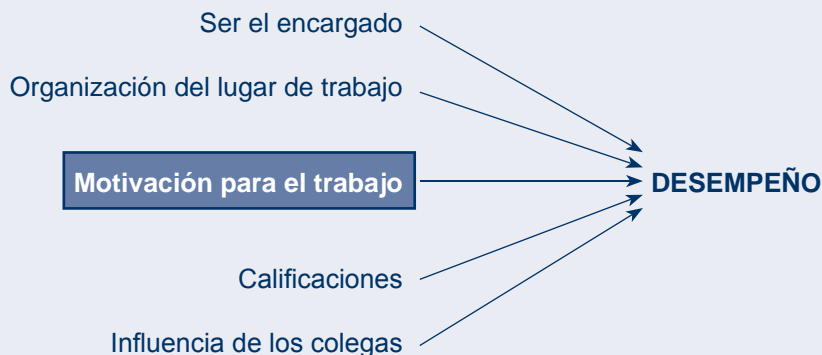 Ser el encargado
Organización del lugar de trabajo
Motivación para el trabajo
DESEMPEÑO
Calificaciones
Influencia de los colegas